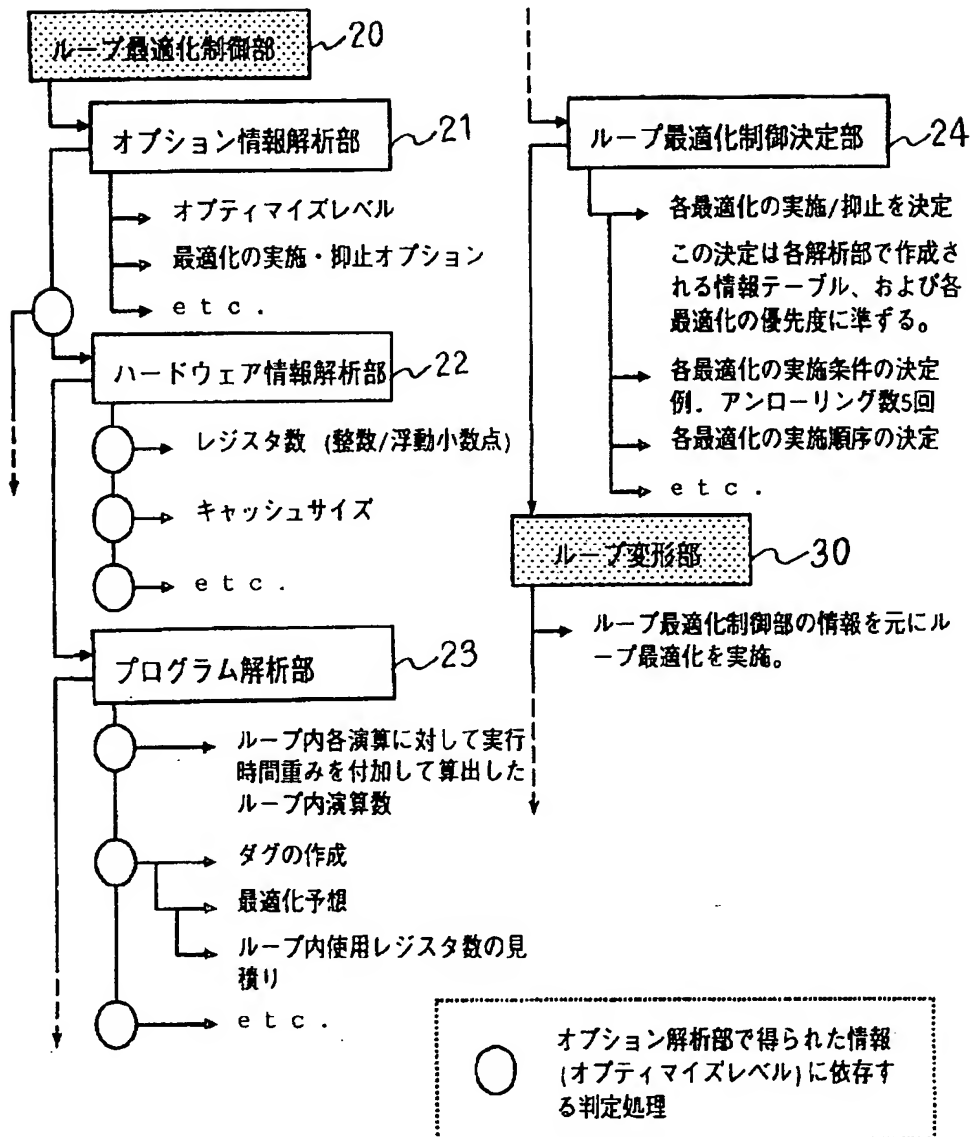 ループ最適化制御部
20
オプション情報解析部
21
オプティマイズレベル
最適化の実施・抑止オプション
etc.
ハードウェア情報解析部
22
レジスタ数 (整数/浮動小数点)
キャッシュサイズ
etc.
プログラム解析部
23
ループ内各演算に対して実行
時間重みを付加して算出した
ループ内演算数
ダグの作成
最適化予想
ループ内使用レジスタ数の見
積り
etc.
ループ最適化制御決定部
24
各最適化の実施/抑止を決定
この決定は各解析部で作成さ
れる情報テーブル、および各
最適化の優先度に準ずる。
各最適化の実施条件の決定
例. アンローリング数5回
各最適化の実施順序の決定
etc.
ループ変形部
30
ループ最適化制御部の情報を元にル
ープ最適化を実施。
オプション解析部で得られた情報
(オプティマイズレベル)に依存す
る判定処理